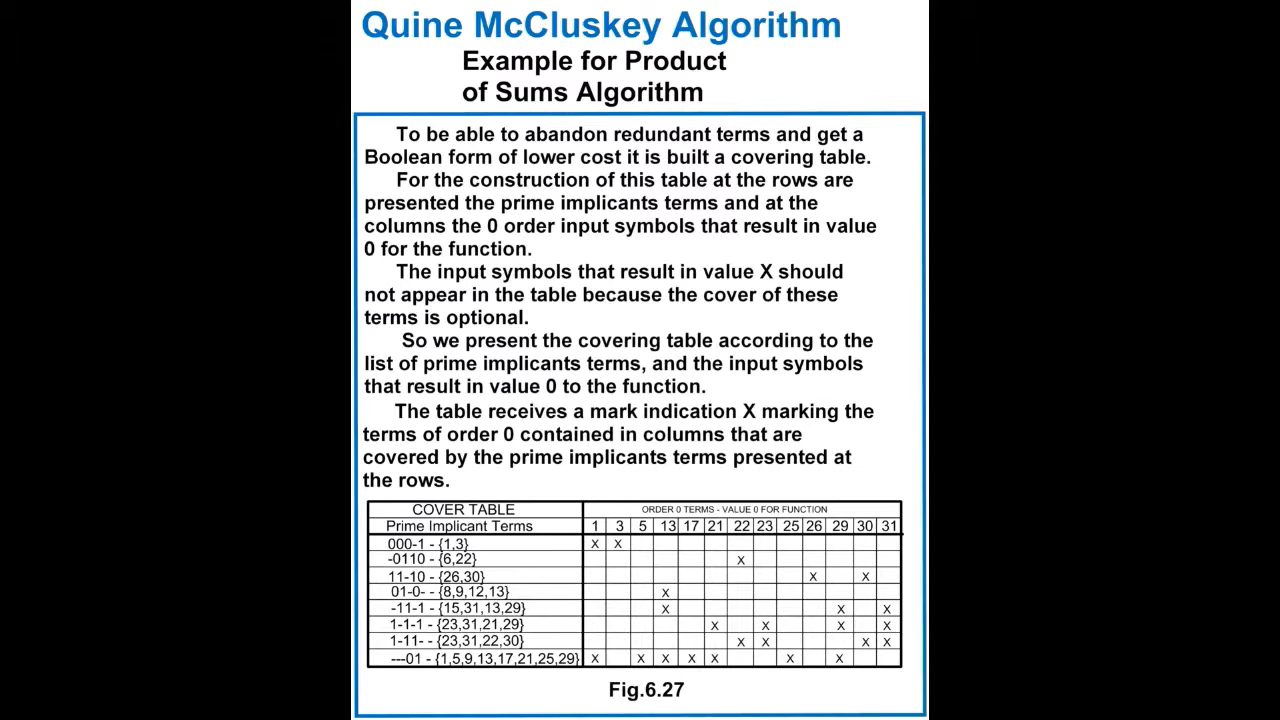 Quine McCluskey Algorithm
Example for Product
of Sums Algorithm
To be able to abandon redundant terms and get a
Boolean form of lower cost it is built a covering table.
For the construction of this table at the rows are
presented the prime implicants terms and at the
columns the 0 order input symbols that result in value
0 for the function.
The input symbols that result in value X should
not appear in the table because the cover of these
terms is optional.
So we present the covering table according to the
list of prime implicants terms, and the input symbols
that result in value 0 to the function.
The table receives a mark indication X marking the
terms of order 0 contained in columns that are
covered by the prime implicants terms presented at
the rows.
COVER TABLE ORDER 0 TERMS - VALUE 0 FOR FUNCTION
Prime Implicant Terms 1 3 5 13 17 21 22 23 25 26 29 30 31
000-1 - {1,3} X X
-0110 - {6,22} X
11-10 - {26,30} X X
01-0- - {8,9,12,13} X
-11-1 - {15,31,13,29} X X X
1-1-1 - {23,31,21,29} X X X X
1-11- - {23,31,22,30} X X X X
---01 - {1,5,9,13,17,21,25,29} X X X X X X X
Fig.6.27